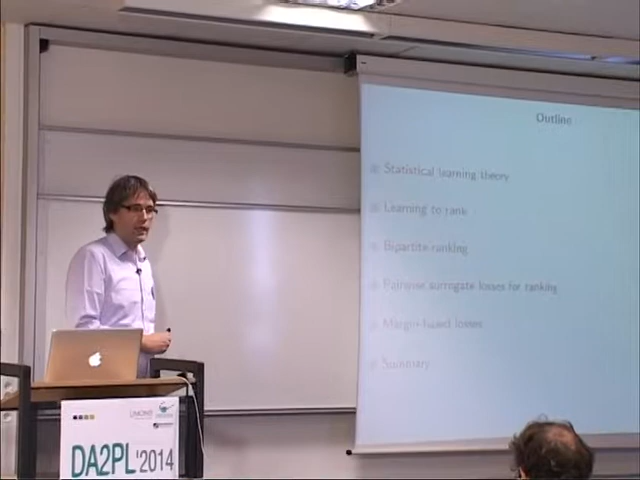 Outline
Statistical learning theory
Learning to rank
Bipartite ranking
Pairwise surrogate losses for ranking
Margin-based losses
Summary
UMONS
DA2PL'2014